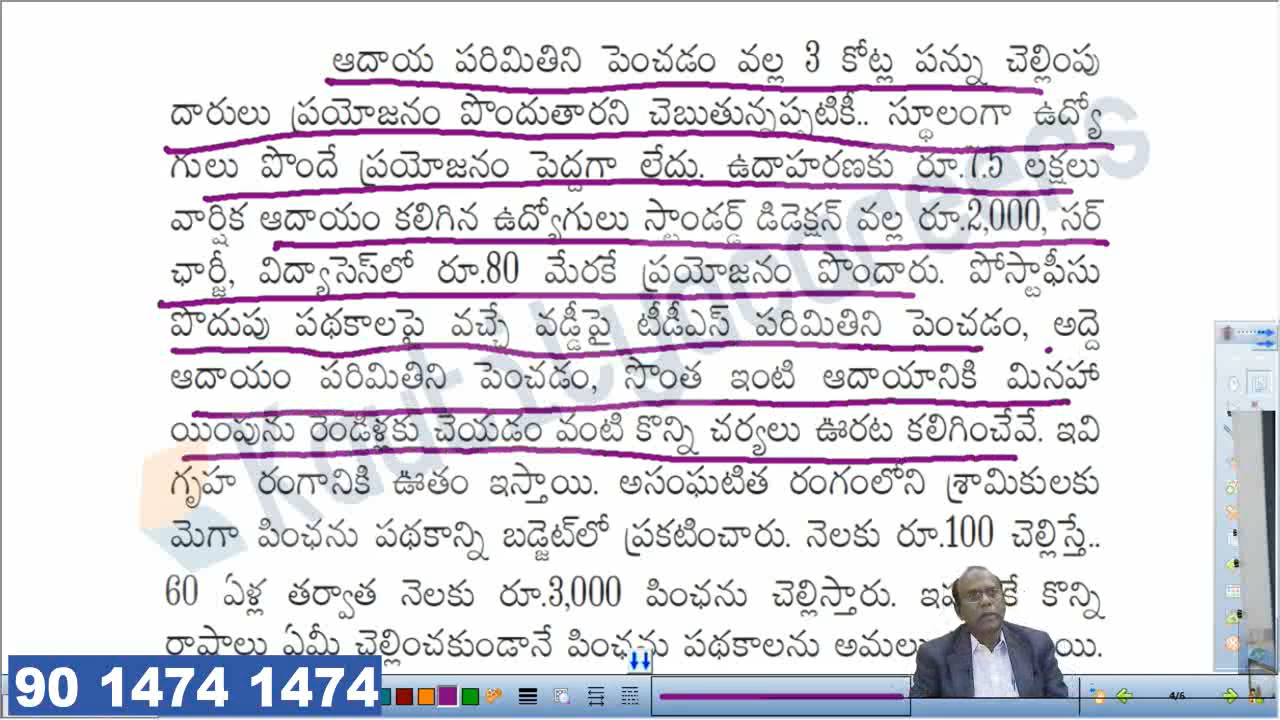 ఆదాయ పరిమితిని పెంచడం వల్ల 3 కోట్ల పన్ను చెల్లింపు
దారులు ప్రయోజనం పొందుతారని చెబుతున్నప్పటికీ.. స్థూలంగా ఉద్యో
గులు పొందే ప్రయోజనం పెద్దగా లేదు. ఉదాహరణకు రూ.7.5 లక్షలు
వార్షిక ఆదాయం కలిగిన ఉద్యోగులు స్టాండర్డ్ డిడెక్షన్ వల్ల రూ.2,000, సర్
ఛార్జీ, విద్యాసెస్‌లో రూ.80 మేరకే ప్రయోజనం పొందారు. పోస్టాఫీసు
పొదుపు పథకాలపై వచ్చే వడ్డీపై టీడీఎస్ పరిమితిని పెంచడం, అద్దె
ఆదాయం పరిమితిని పెంచడం, సొంత ఇంటి ఆదాయానికి మినహా
యింపును రెండిళ్లకు చేయడం వంటి కొన్ని చర్యలు ఊరట కలిగించేవే. ఇవి
గృహ రంగానికి ఊతం ఇస్తాయి. అసంఘటిత రంగంలోని శ్రామికులకు
మెగా పింఛను పథకాన్ని బడ్జెట్‌లో ప్రకటించారు. నెలకు రూ.100 చెల్లిస్తే..
60 ఏళ్ల తర్వాత నెలకు రూ.3,000 పింఛను చెల్లిస్తారు. కొన్ని
రాష్ట్రాలు ఏమీ చెల్లించకుండానే పింఛను పథకాలను
Kautilyacareers
90 1474 1474
4/6